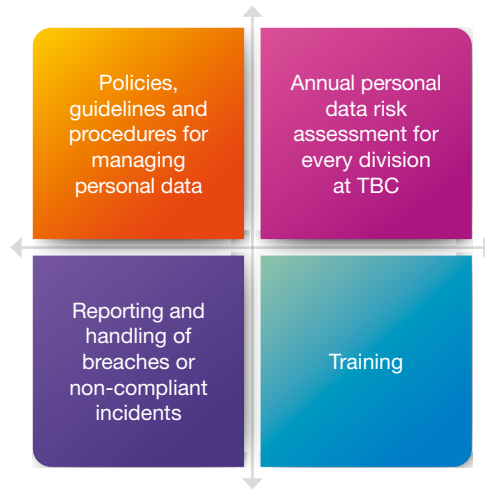 Policies,
guidelines and
procedures for
managing
personal data
Annual personal
data risk
assessment for
every division
at TBC
Reporting and
handling of
breaches or
non-compliant
incidents
Training